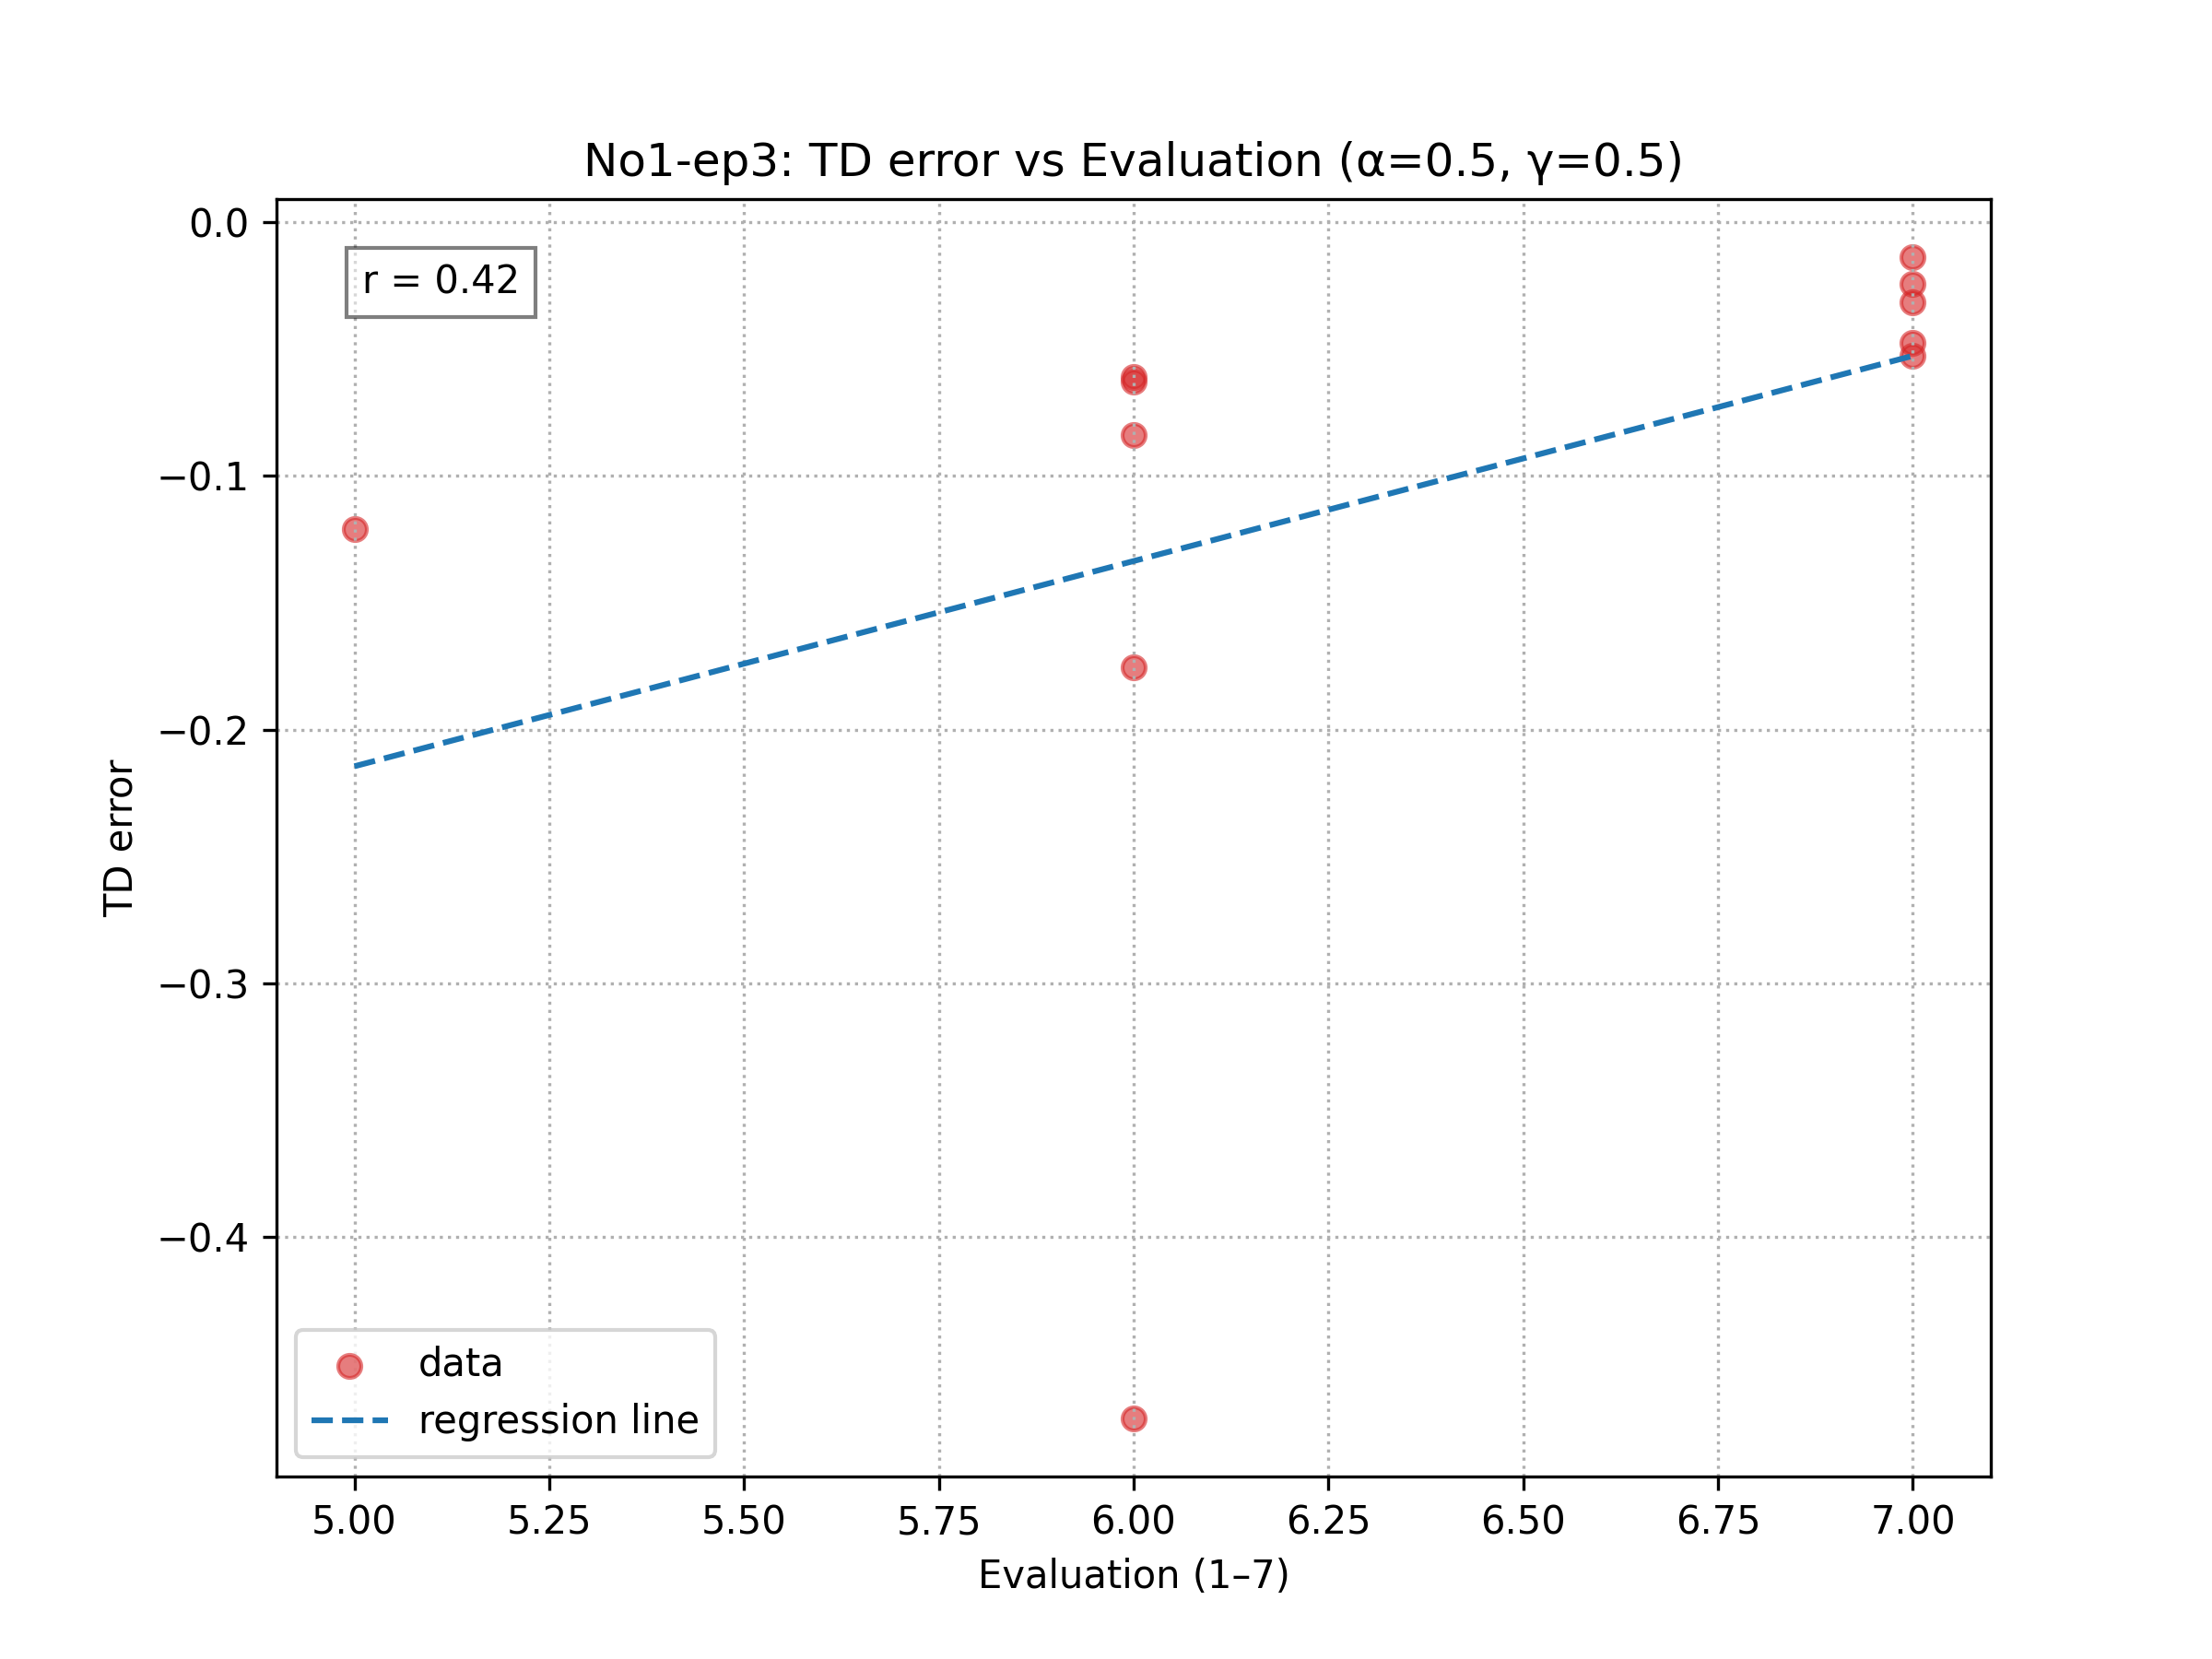 No1-ep3: TD error vs Evaluation (α=0.5, γ=0.5)
0.0
−0.1
−0.2
−0.3
−0.4
TD error
r = 0.42
data
regression line
5.00 5.25 5.50 5.75 6.00 6.25 6.50 6.75 7.00
Evaluation (1–7)